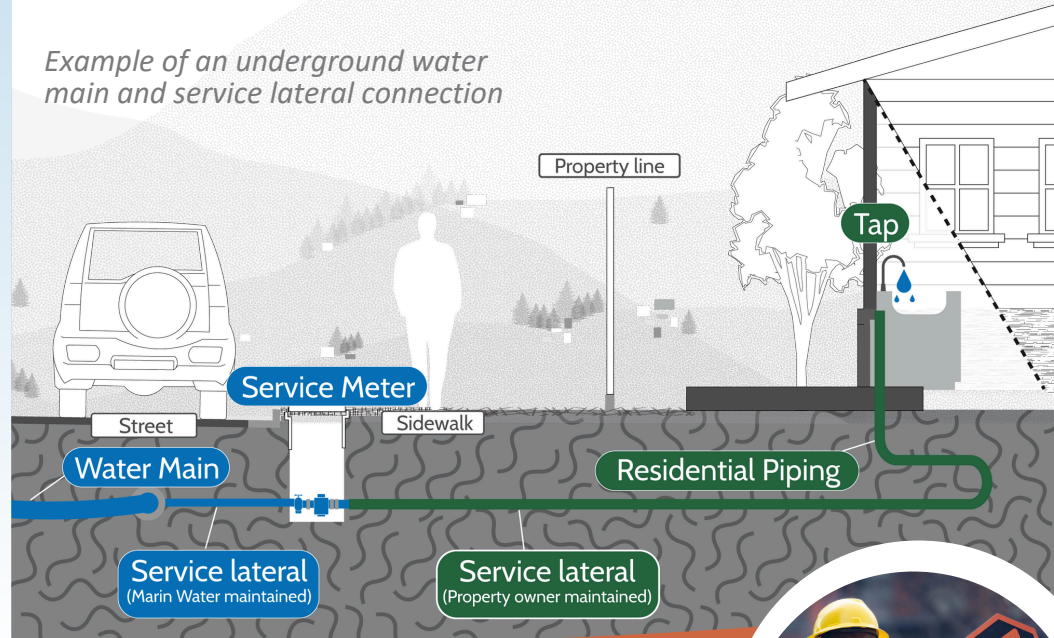 Example of an underground water
main and service lateral connection
Property line
Tap
Service Meter
Street
Sidewalk
Water Main
Residential Piping
Service lateral
(Marin Water maintained)
Service lateral
(Property owner maintained)